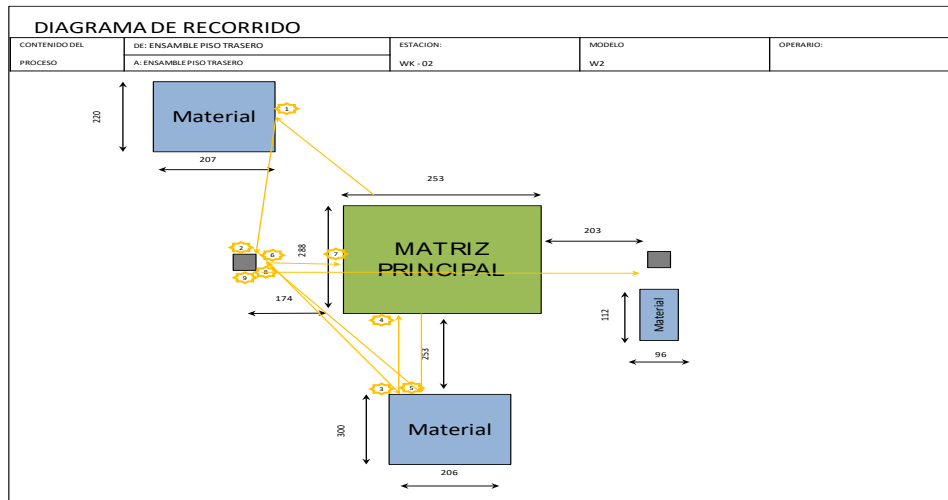 DIAGRAMA DE RECORRIDO
CONTENIDO DEL PROCESO
DE: ENSAMBLE PISO TRASERO
A: ENSAMBLE PISO TRASERO
ESTACION:
WK - 02
MODELO
W2
OPERARIO:
Material
1
220
207
253
288
MATRIZ
PRINCIPAL
203
2
6
7
8
9
174
4
253
Material
112
96
3
5
Material
300
206